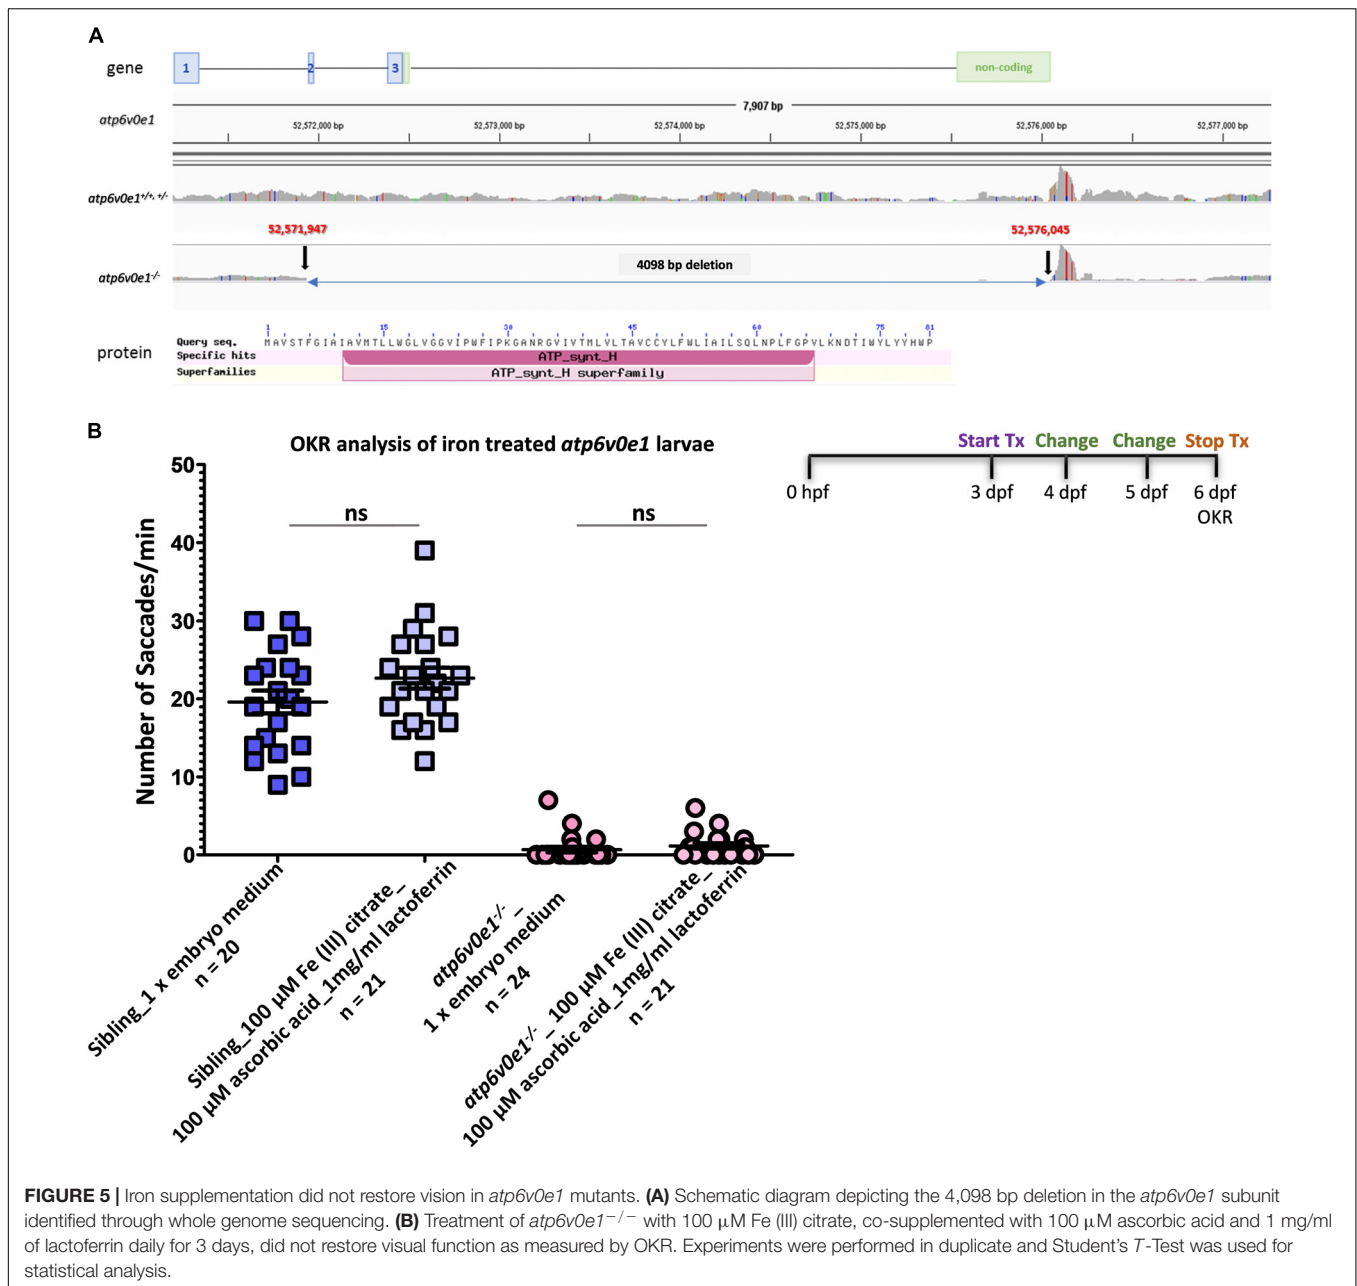 A
gene
1
2
3
non-coding
7,907 bp
atp6v0e1
52,572,000 bp
52,573,000 bp
52,574,000 bp
52,575,000 bp
52,576,000 bp
52,577,000 bp
atp6v0e1+/+, +/-
52,571,947
52,576,045
4098 bp deletion
atp6v0e1-/-
protein
1 15 30 45 60 75 81
Query seq. MAVSTFGIAIAVMTLLWGLVGGVIPWFIPKGANRGVIVTMLVLTAVCCYLFWLIAILSQLNPLFGPVLKNDTIWYLYYHWP
Specific hits
ATP_synt_H
Superfamilies
ATP_synt_H superfamily
B
OKR analysis of iron treated atp6v0e1 larvae
Number of Saccades/min
50
40
30
20
10
0
ns
ns
Start Tx Change Change Stop Tx
0 hpf 3 dpf 4 dpf 5 dpf 6 dpf
OKR
Sibling_1 x embryo medium
n = 20
Sibling_100 µM Fe (III) citrate_
100 µM ascorbic acid_1mg/ml lactoferrin
n = 21
atp6v0e1-/-_
1 x embryo medium
n = 24
atp6v0e1-/-_ 100 µM Fe (III) citrate_
100 µM ascorbic acid_1mg/ml lactoferrin
n = 21
FIGURE 5 | Iron supplementation did not restore vision in atp6v0e1 mutants. (A) Schematic diagram depicting the 4,098 bp deletion in the atp6v0e1 subunit
identified through whole genome sequencing. (B) Treatment of atp6v0e1−/− with 100 µM Fe (III) citrate, co-supplemented with 100 µM ascorbic acid and 1 mg/ml
of lactoferrin daily for 3 days, did not restore visual function as measured by OKR. Experiments were performed in duplicate and Student's T-Test was used for
statistical analysis.